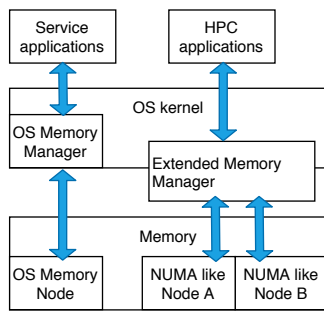 Service
applications
HPC
applications
OS kernel
OS Memory
Manager
Extended Memory
Manager
Memory
OS Memory
Node
NUMA like
Node A
NUMA like
Node B